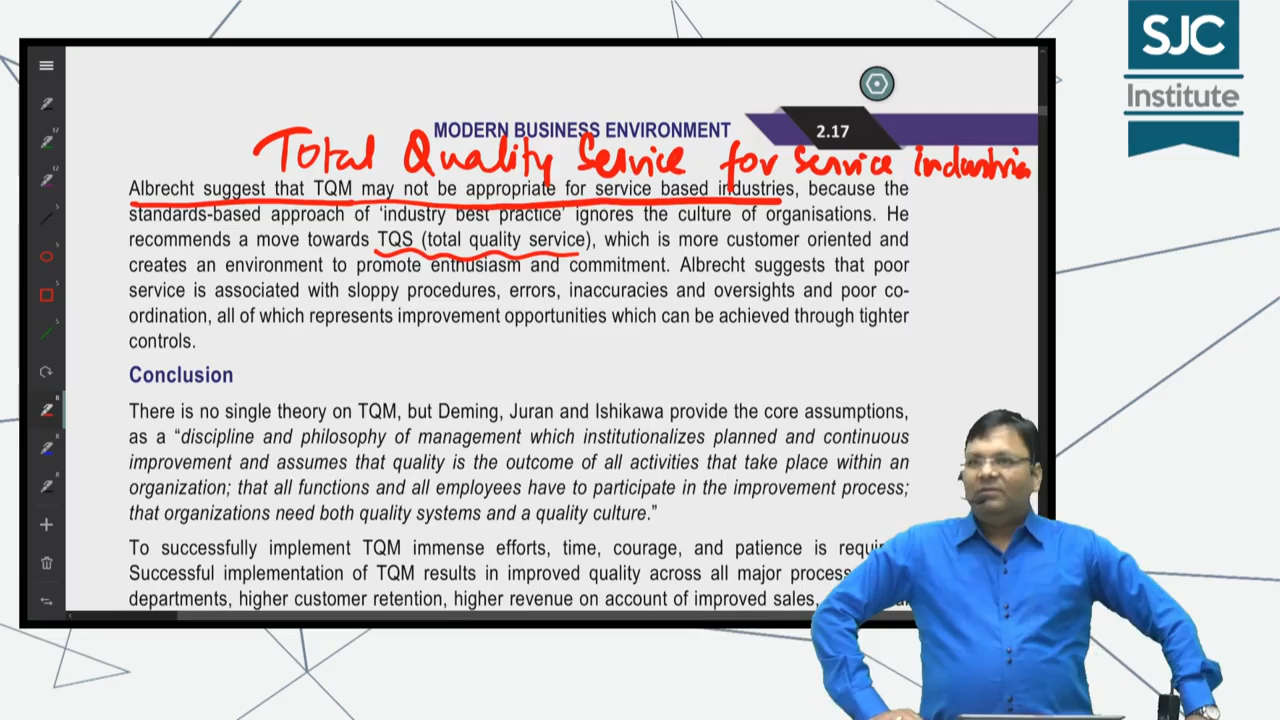 SJC
Institute
MODERN BUSINESS ENVIRONMENT
2.17
Total Quality Service for Service industries
Albrecht suggest that TQM may not be appropriate for service based industries, because the
standards-based approach of ‘industry best practice’ ignores the culture of organisations. He
recommends a move towards TQS (total quality service), which is more customer oriented and
creates an environment to promote enthusiasm and commitment. Albrecht suggests that poor
service is associated with sloppy procedures, errors, inaccuracies and oversights and poor co-
ordination, all of which represents improvement opportunities which can be achieved through tighter
controls.
Conclusion
There is no single theory on TQM, but Deming, Juran and Ishikawa provide the core assumptions,
as a “discipline and philosophy of management which institutionalizes planned and continuous
improvement and assumes that quality is the outcome of all activities that take place within an
organization; that all functions and all employees have to participate in the improvement process;
that organizations need both quality systems and a quality culture.”
To successfully implement TQM immense efforts, time, courage, and patience is
Successful implementation of TQM results in improved quality across all major
departments, higher customer retention, higher revenue on account of improved sales,